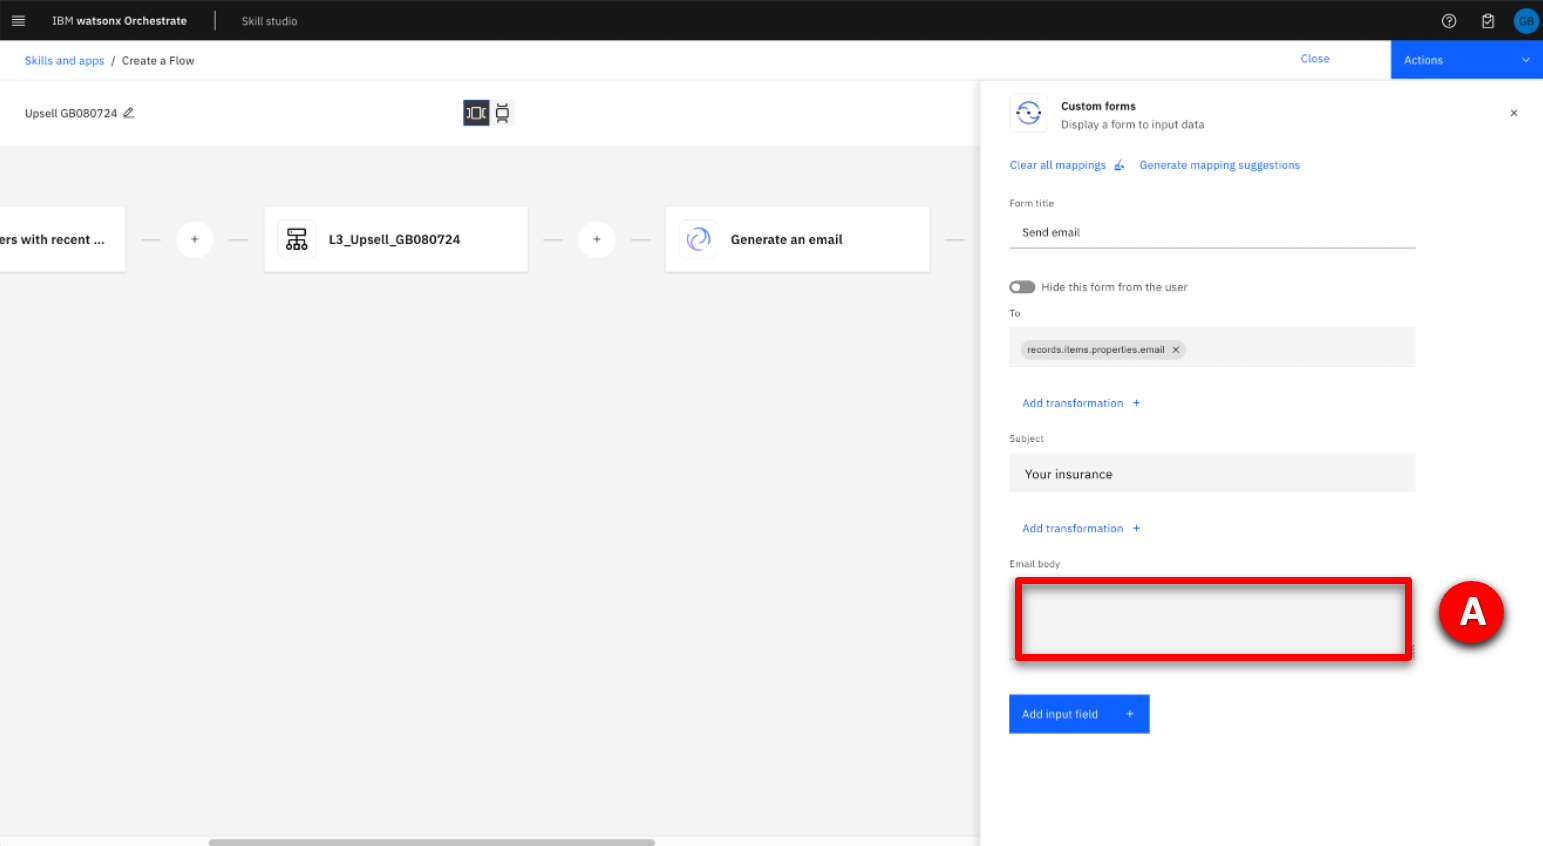 IBM watsonx Orchestrate
Skill studio
GB
Skills and apps / Create a Flow
Close
Actions
Upsell GB080724
Custom forms
Display a form to input data
Clear all mappings
Generate mapping suggestions
Form title
Send email
ers with recent ...
L3_Upsell_GB080724
Generate an email
Hide this form from the user
To
records.items.properties.email
Add transformation +
Subject
Your insurance
Add transformation +
Email body
A
Add input field +